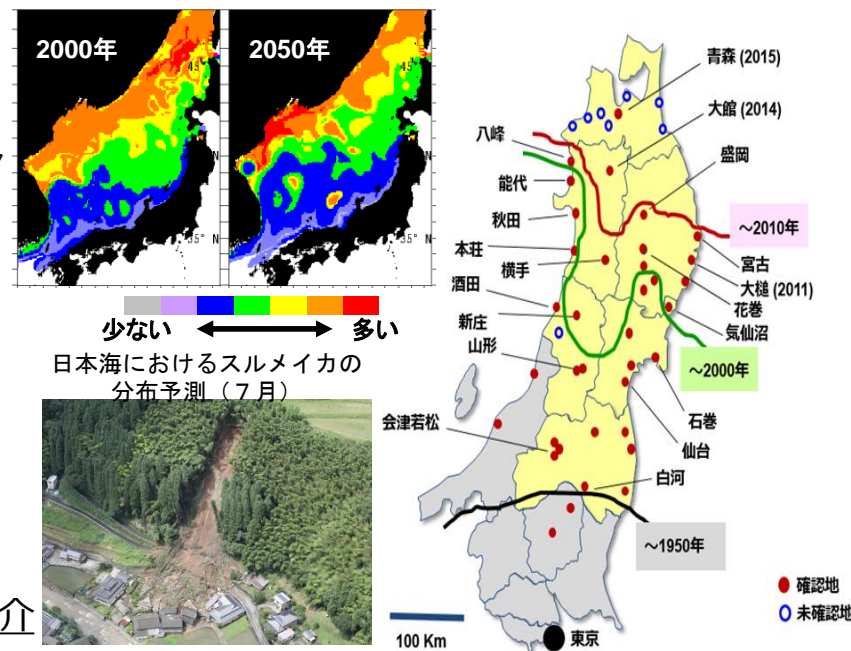 2000年
2050年
45°
45° N
35°
35° N
少ない
多い
日本海におけるスルメイカの
分布予測（７月）
介
青森 (2015)
大館 (2014)
八峰
盛岡
能代
秋田
～2010年
本荘
宮古
横手
大槌 (2011)
酒田
花巻
新庄
気仙沼
山形
～2000年
石巻
会津若松
仙台
白河
～1950年
確認地
未確認地
100 Km
東京